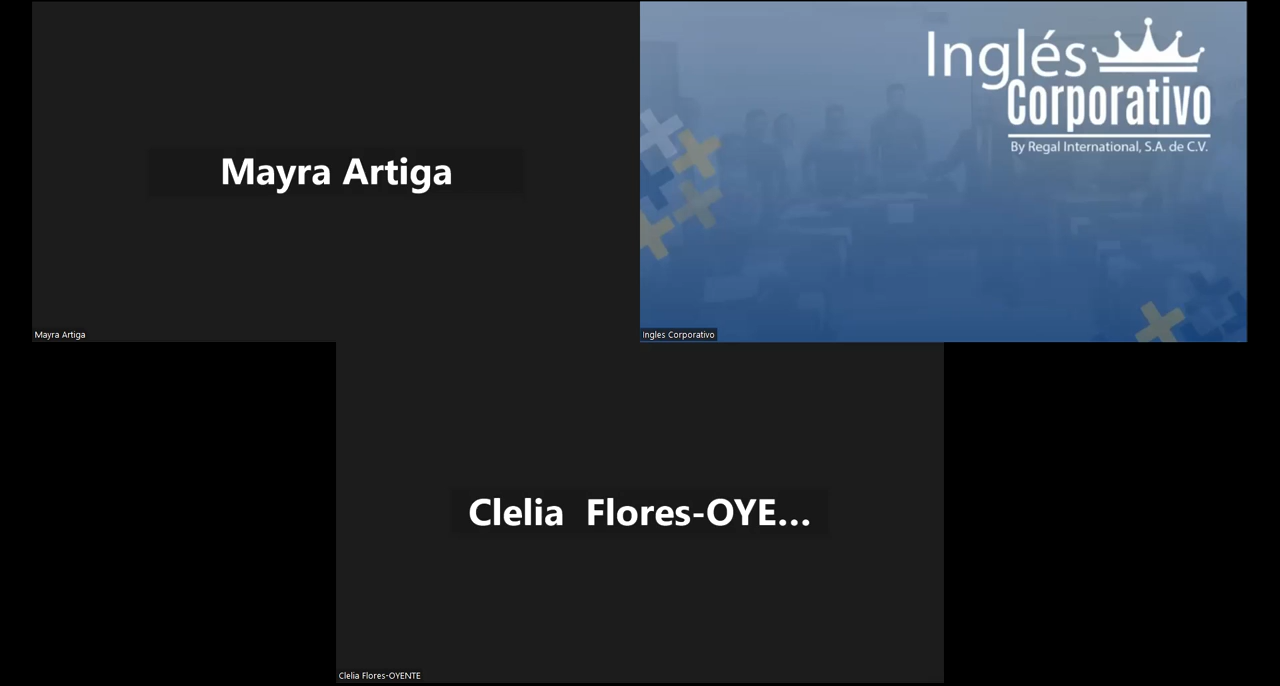 Mayra Artiga
Mayra Artiga
Inglés
Corporativo
By Regal International, S.A. de C.V.
Ingles Corporativo
Clelia Flores-OYE...
Clelia Flores-OYENTE